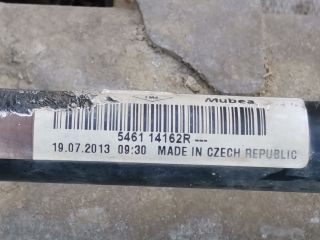 Mubea
5461 14162R ---
19.07.2013 09:30 MADE IN CZECH REPUBLIC